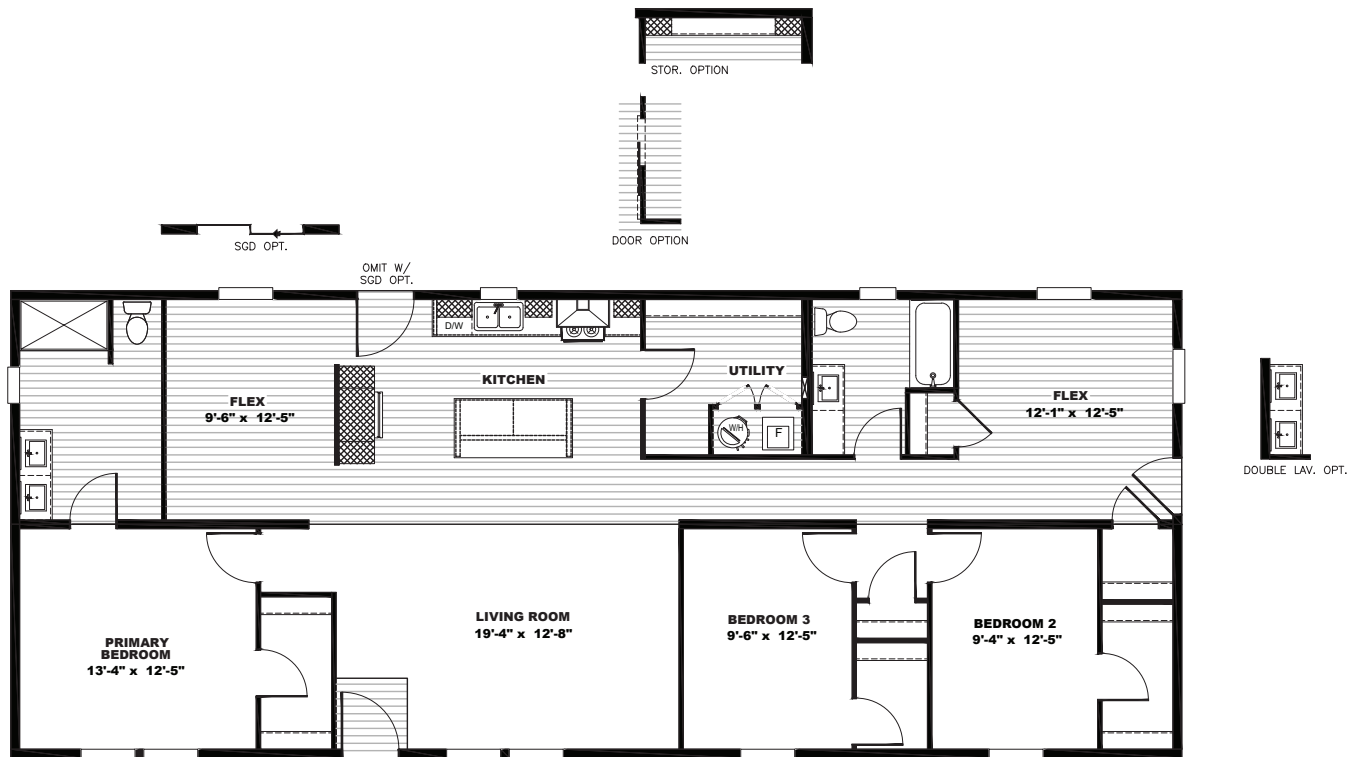 STOR. OPTION
DOOR OPTION
SGD OPT.
OMIT W/
SGD OPT.
D/W
KITCHEN
UTILITY
FLEX
9'-6" x 12'-5"
FLEX
12'-1" x 12'-5"
W/H
F
DOUBLE LAV. OPT.
PRIMARY
BEDROOM
13'-4" x 12'-5"
LIVING ROOM
19'-4" x 12'-8"
BEDROOM 3
9'-6" x 12'-5"
BEDROOM 2
9'-4" x 12'-5"